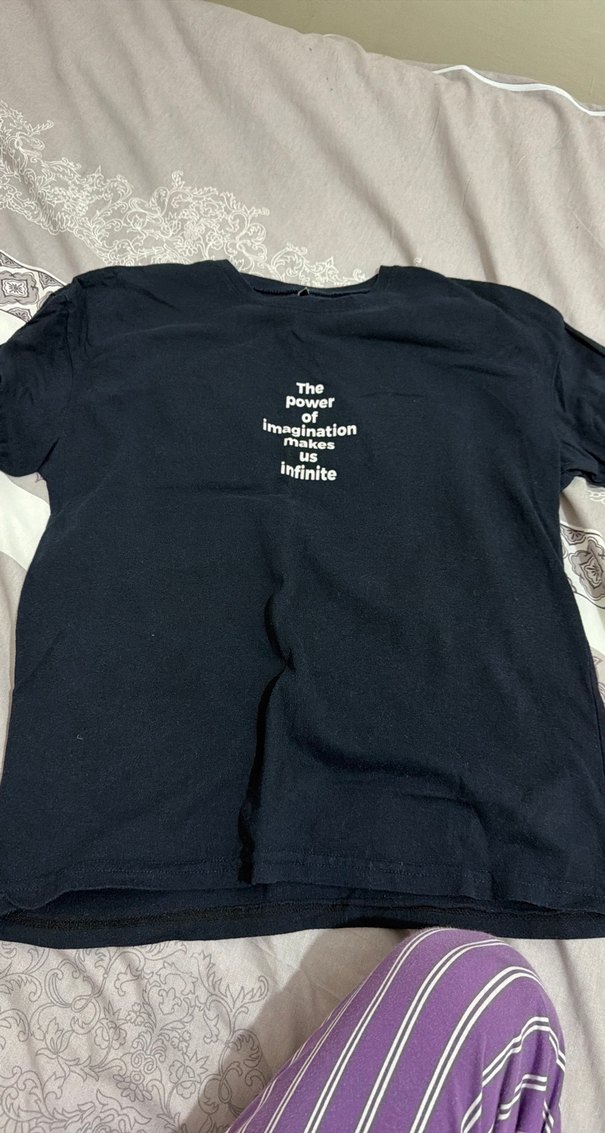 The
power
of
imagination
makes
us
infinite